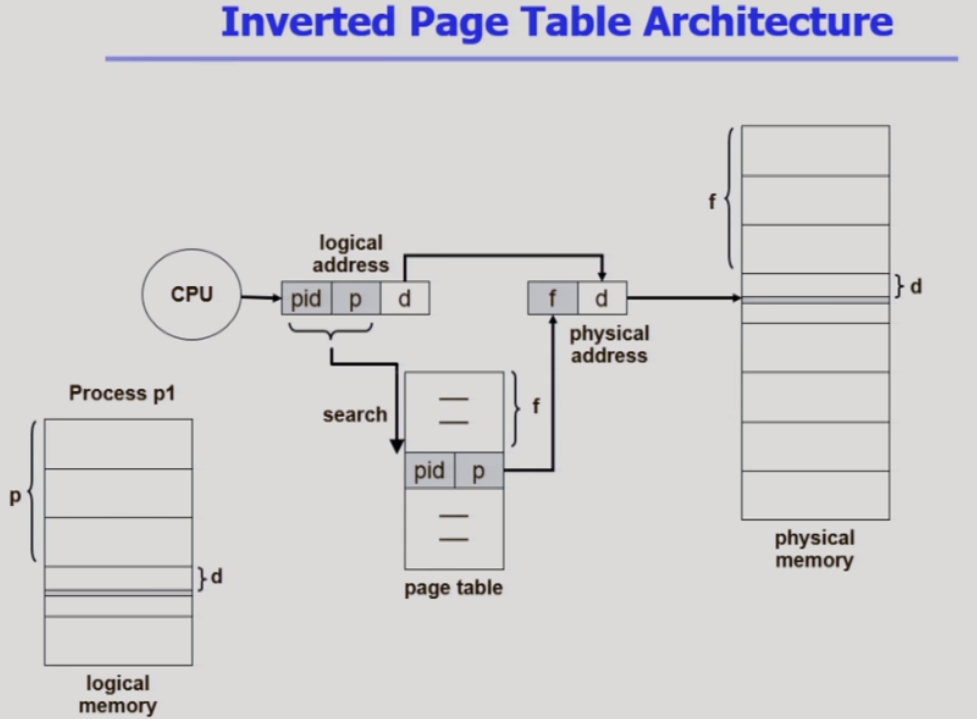 Inverted Page Table Architecture
logical
address
CPU
pid p d
f d
physical
address
f
d
Process p1
p
d
logical
memory
search
f
pid p
page table
physical
memory